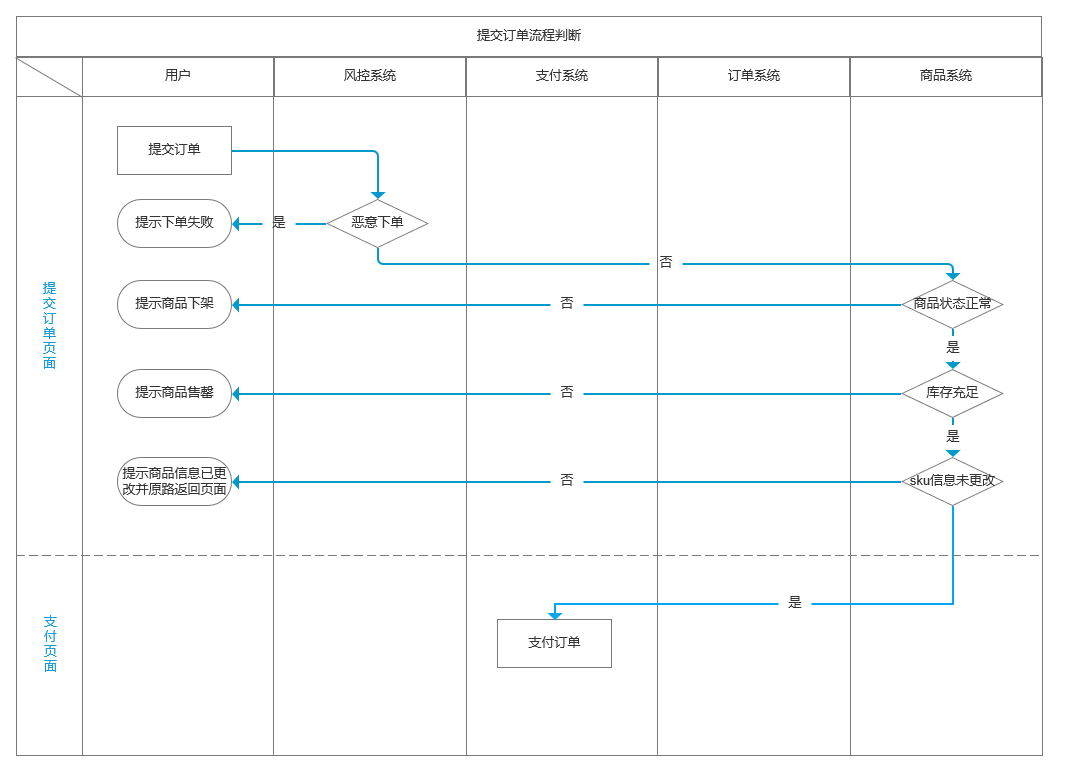 提交订单流程判断
用户
风控系统
支付系统
订单系统
商品系统
提交订单
提示下单失败
是
恶意下单
否
提交订单页面
提示商品下架
否
商品状态正常
是
提示商品售罄
否
库存充足
是
提示商品信息已更
改并原路返回页面
否
sku信息未更改
是
支付页面
支付订单